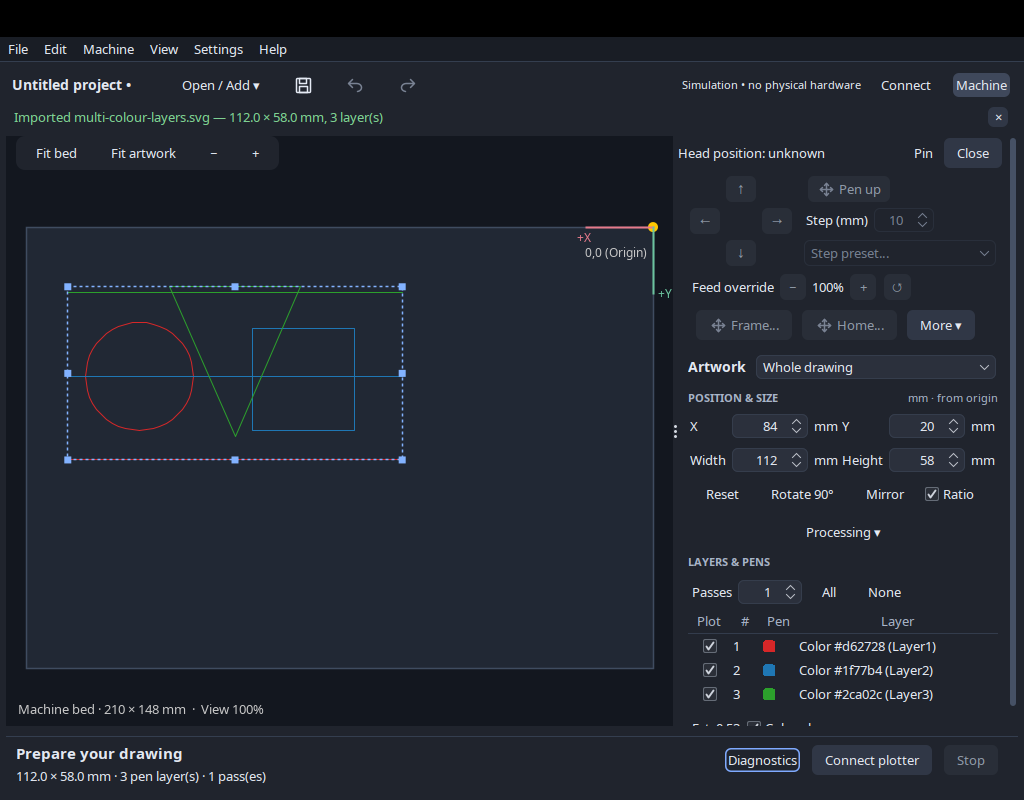 File Edit Machine View Settings Help
Untitled project • Open / Add ▾ Simulation • no physical hardware Connect Machine
Imported multi-colour-layers.svg — 112.0 × 58.0 mm, 3 layer(s) ×
Fit bed Fit artwork − +
Head position: unknown Pin Close
↑ Pen up
← → Step (mm) 10
↓ Step preset...
Feed override − 100% + ↺
Frame... Home... More ▾
+X
0,0 (Origin)
+Y
Artwork Whole drawing
POSITION & SIZE mm · from origin
X 84 mm Y 20 mm
Width 112 mm Height 58 mm
Reset Rotate 90° Mirror Ratio
Processing ▾
LAYERS & PENS
Passes 1 All None
Plot # Pen Layer
1 Color #d62728 (Layer1)
2 Color #1f77b4 (Layer2)
3 Color #2ca02c (Layer3)
Machine bed · 210 × 148 mm · View 100%
Prepare your drawing
112.0 × 58.0 mm · 3 pen layer(s) · 1 pass(es)
Diagnostics Connect plotter Stop